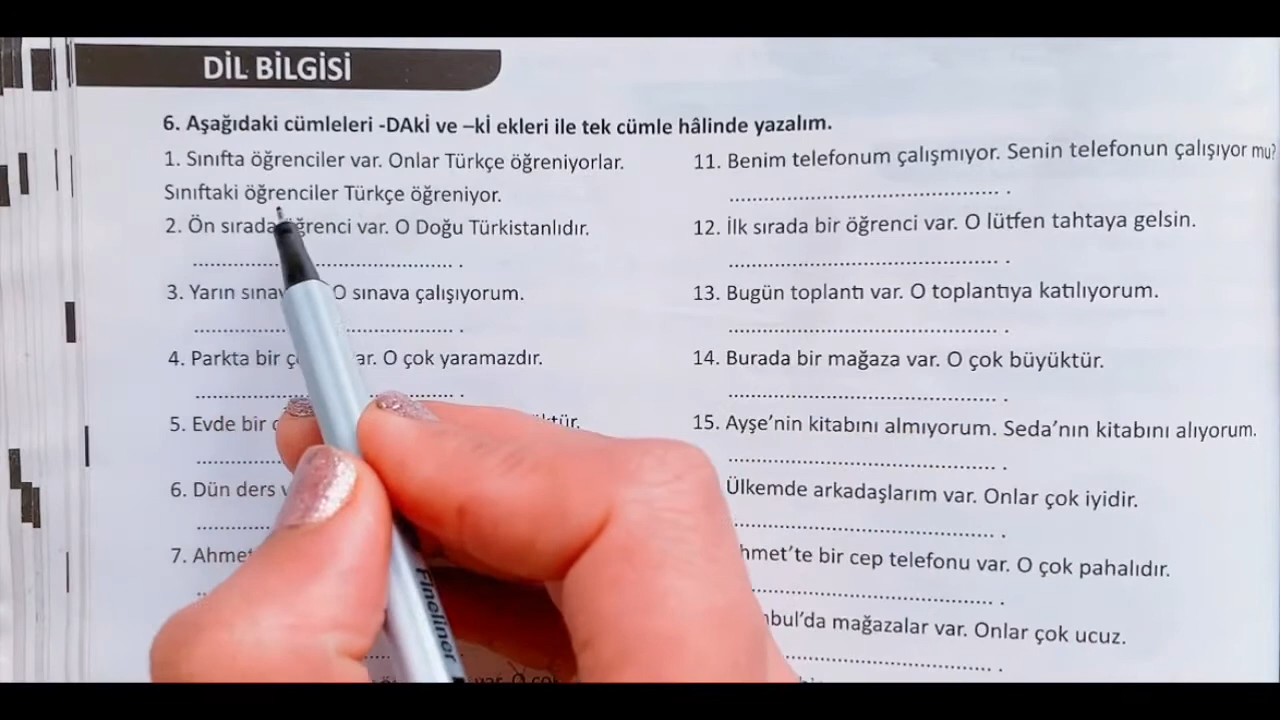 DİL BİLGİSİ
6. Aşağıdaki cümleleri -DAkİ ve –kİ ekleri ile tek cümle hâlinde yazalım.
1. Sınıfta öğrenciler var. Onlar Türkçe öğreniyorlar.
Sınıftaki öğrenciler Türkçe öğreniyor.
2. Ön sırada öğrenci var. O Doğu Türkistanlıdır.
3. Yarın sınav O sınava çalışıyorum.
4. Parkta bir O çok yaramazdır.
5. Evde bir
6. Dün ders
7. Ahmet
11. Benim telefonum çalışmıyor. Senin telefonun çalışıyor mu?
12. İlk sırada bir öğrenci var. O lütfen tahtaya gelsin.
13. Bugün toplantı var. O toplantıya katılıyorum.
14. Burada bir mağaza var. O çok büyüktür.
15. Ayşe’nin kitabını almıyorum. Seda’nın kitabını alıyorum.
Ülkemde arkadaşlarım var. Onlar çok iyidir.
hmet’te bir cep telefonu var. O çok pahalıdır.
nbul’da mağazalar var. Onlar çok ucuz.
Fineliner